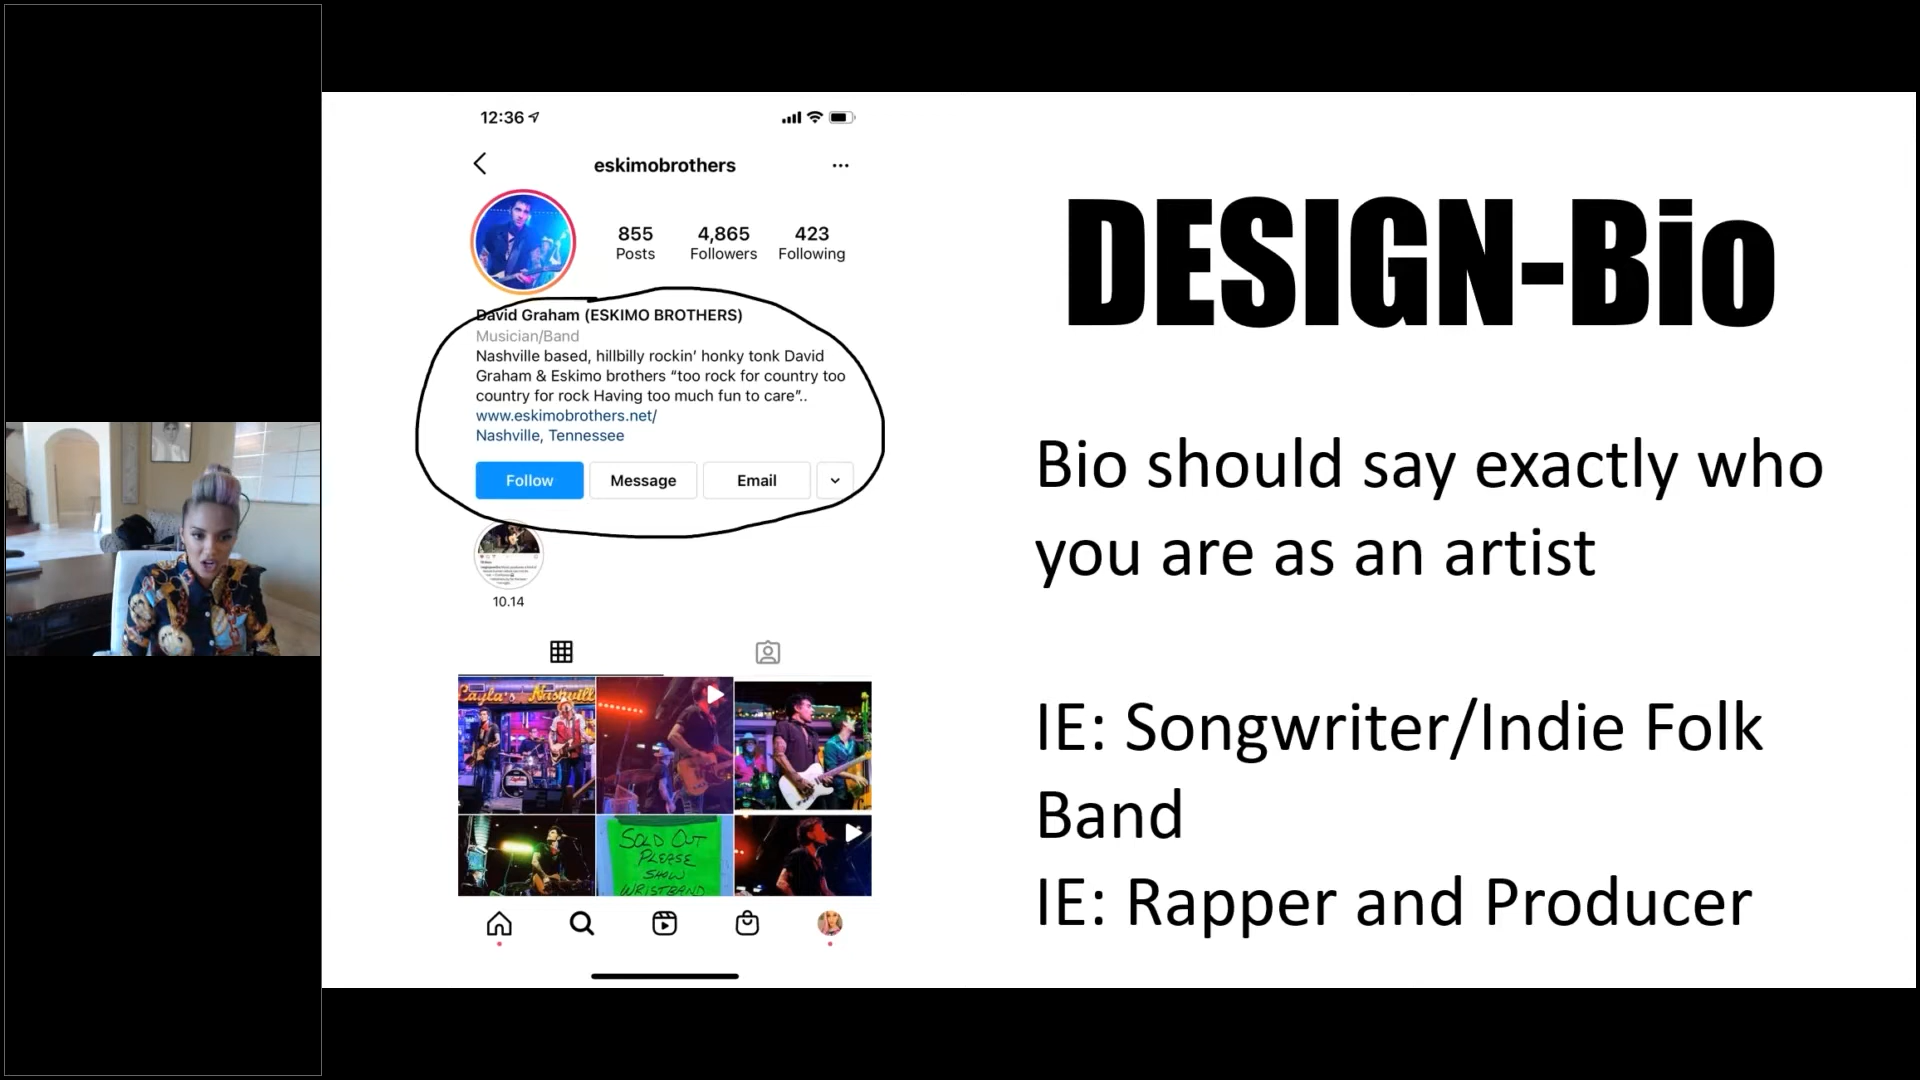 12:36
eskimobrothers
855
Posts
4,865
Followers
423
Following
David Graham (ESKIMO BROTHERS)
Musician/Band
Nashville based, hillbilly rockin’ honky tonk David
Graham & Eskimo brothers “too rock for country too
country for rock Having too much fun to care”..
www.eskimobrothers.net/
Nashville, Tennessee
Follow
Message
Email
10.14
Layla's Nashville
SOLD OUT
PLEASE
SHOW
WRISTBAND
DESIGN-Bio
Bio should say exactly who
you are as an artist
IE: Songwriter/Indie Folk
Band
IE: Rapper and Producer